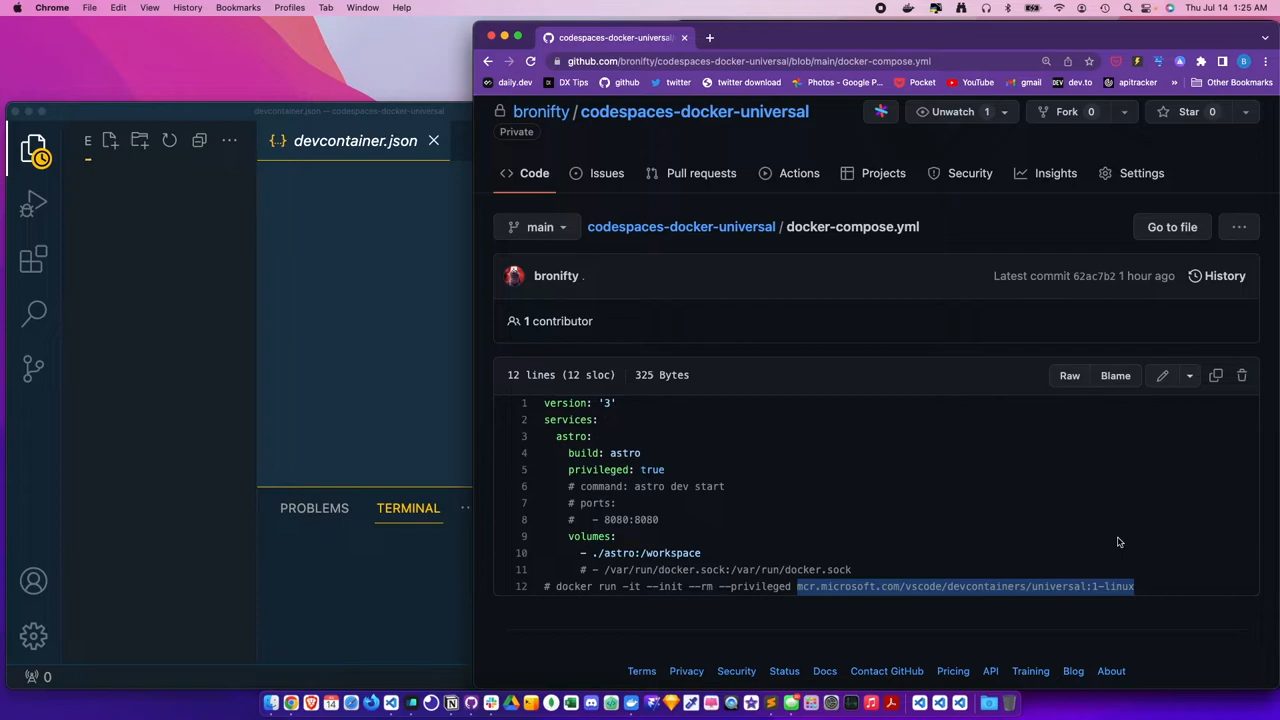 Chrome File Edit View History Bookmarks Profiles Tab Window Help Thu Jul 14 1:25 AM
codespaces-docker-universal/
github.com/bronifty/codespaces-docker-universal/blob/main/docker-compose.yml
daily.dev DX Tips github twitter twitter download Photos - Google P... Pocket YouTube gmail dev.to apitracker Other Bookmarks
devcontainer.json — codespaces-docker-universal
E
{..} devcontainer.json
PROBLEMS TERMINAL
0
bronifty / codespaces-docker-universal
Unwatch 1 Fork 0 Star 0
Private
Code Issues Pull requests Actions Projects Security Insights Settings
main codespaces-docker-universal / docker-compose.yml Go to file
bronifty . Latest commit 62ac7b2 1 hour ago History
1 contributor
12 lines (12 sloc) 325 Bytes Raw Blame
1 version: '3'
2 services:
3 astro:
4 build: astro
5 privileged: true
6 # command: astro dev start
7 # ports:
8 # - 8080:8080
9 volumes:
10 - ./astro:/workspace
11 # - /var/run/docker.sock:/var/run/docker.sock
12 # docker run -it --init --rm --privileged mcr.microsoft.com/vscode/devcontainers/universal:1-linux
Terms Privacy Security Status Docs Contact GitHub Pricing API Training Blog About